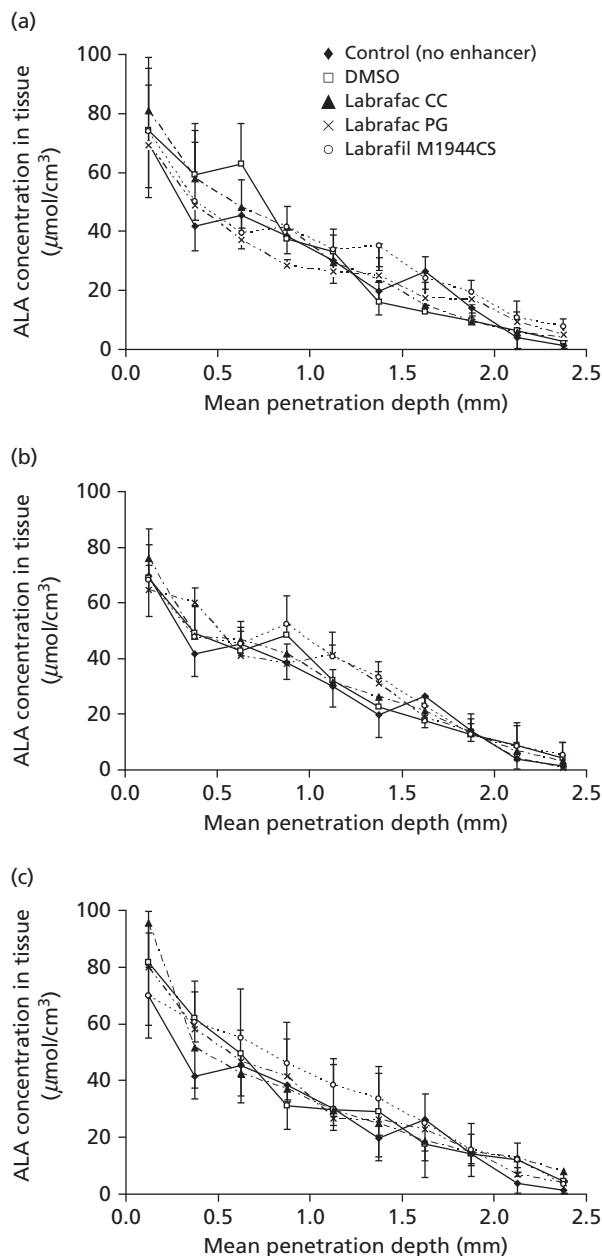 (a)
100
80
60
40
20
0
ALA concentration in tissue
(μmol/cm³)
Control (no enhancer)
DMSO
Labrafac CC
Labrafac PG
Labrafil M1944CS
0.0 0.5 1.0 1.5 2.0 2.5
Mean penetration depth (mm)
(b)
100
80
60
40
20
0
ALA concentration in tissue
(μmol/cm³)
0.0 0.5 1.0 1.5 2.0 2.5
Mean penetration depth (mm)
(c)
100
80
60
40
20
0
ALA concentration in tissue
(μmol/cm³)
0.0 0.5 1.0 1.5 2.0 2.5
Mean penetration depth (mm)